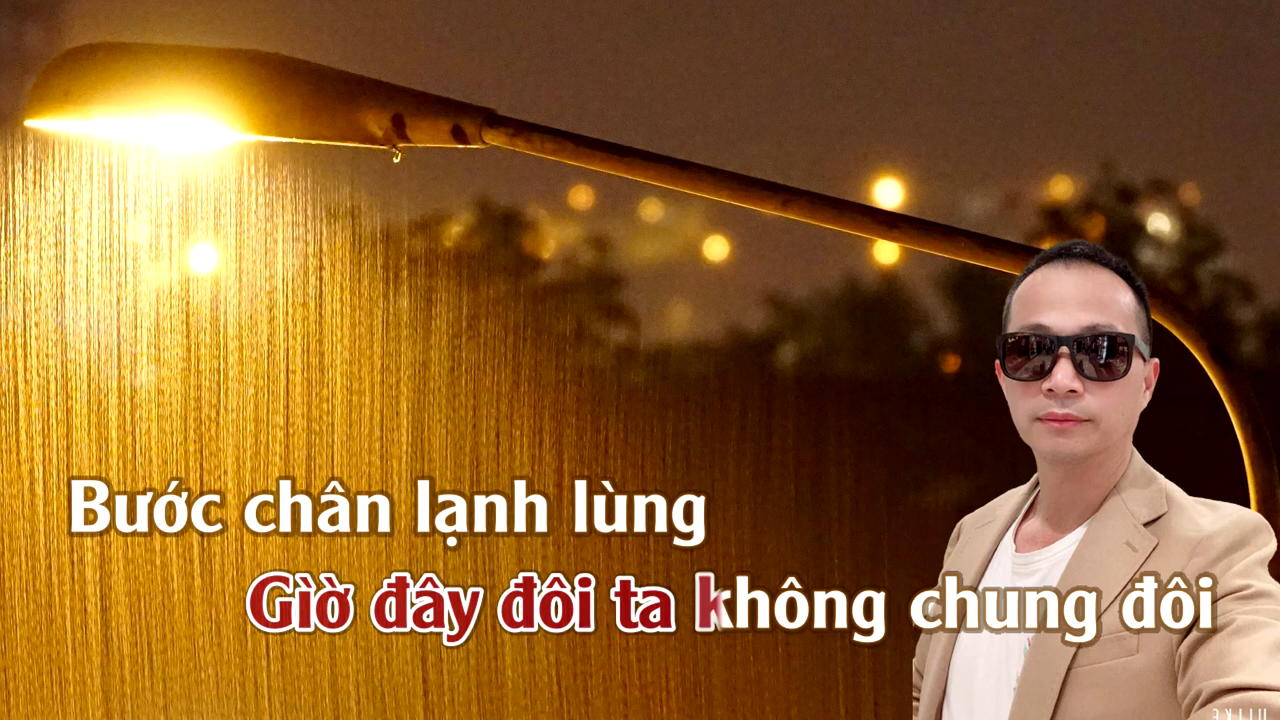 Bước chân lạnh lùng
Giờ đây đôi ta không chung đôi